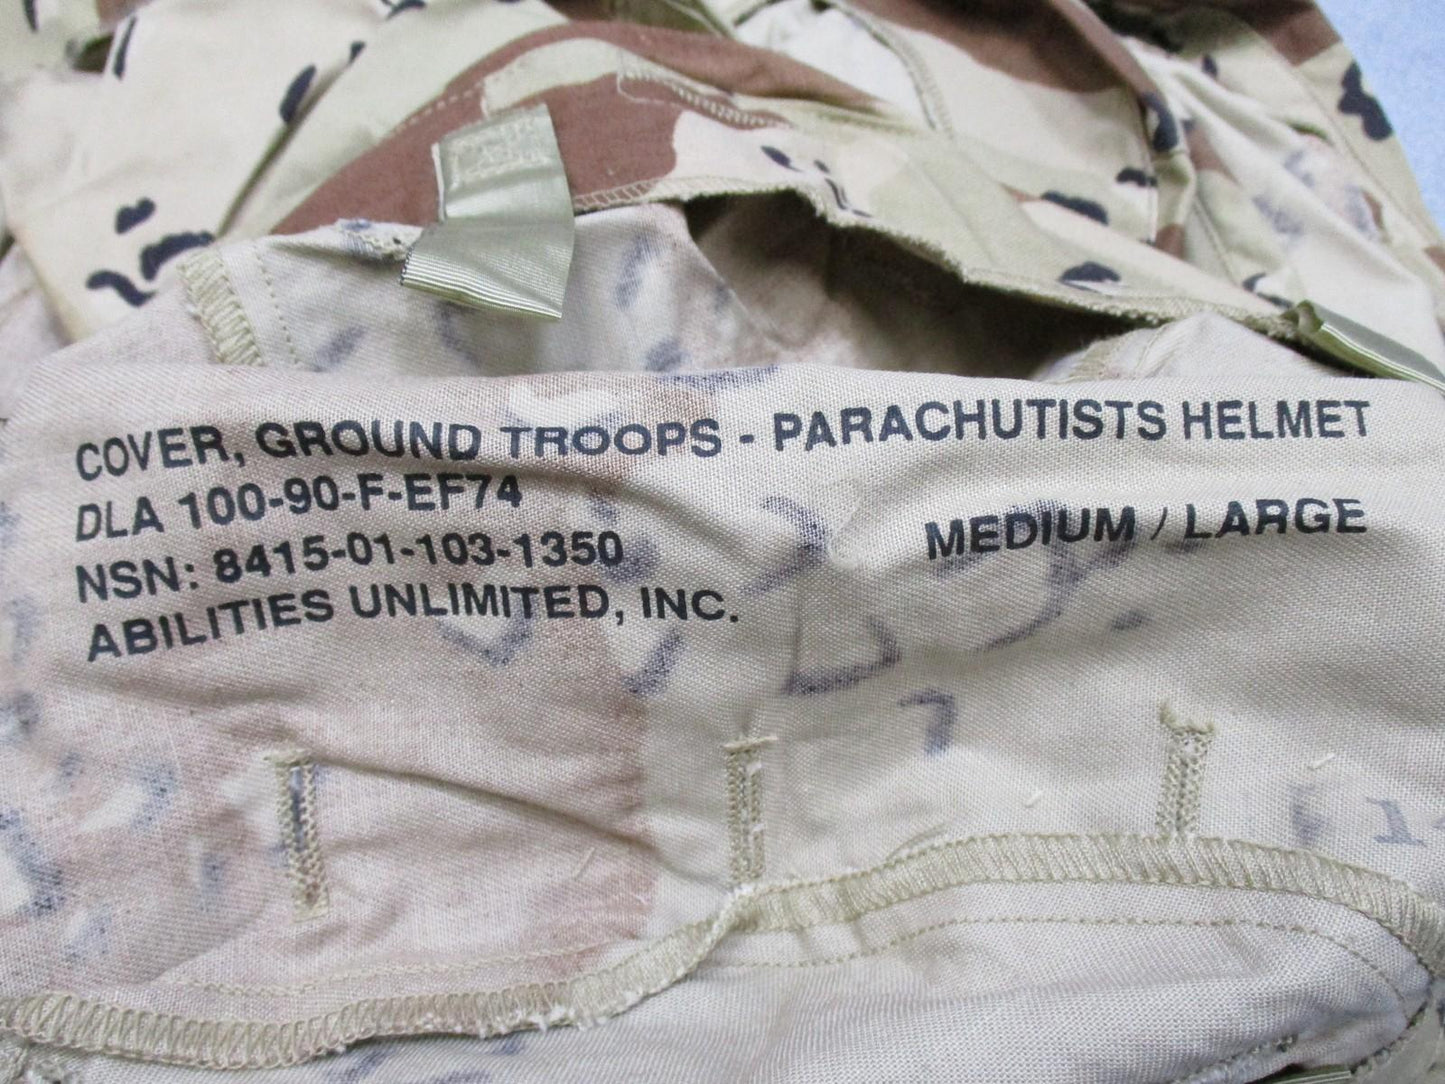 COVER, GROUND TROOPS - PARACHUTISTS HELMET
DLA 100-90-F-EF74
NSN: 8415-01-103-1350
MEDIUM / LARGE
ABILITIES UNLIMITED, INC.